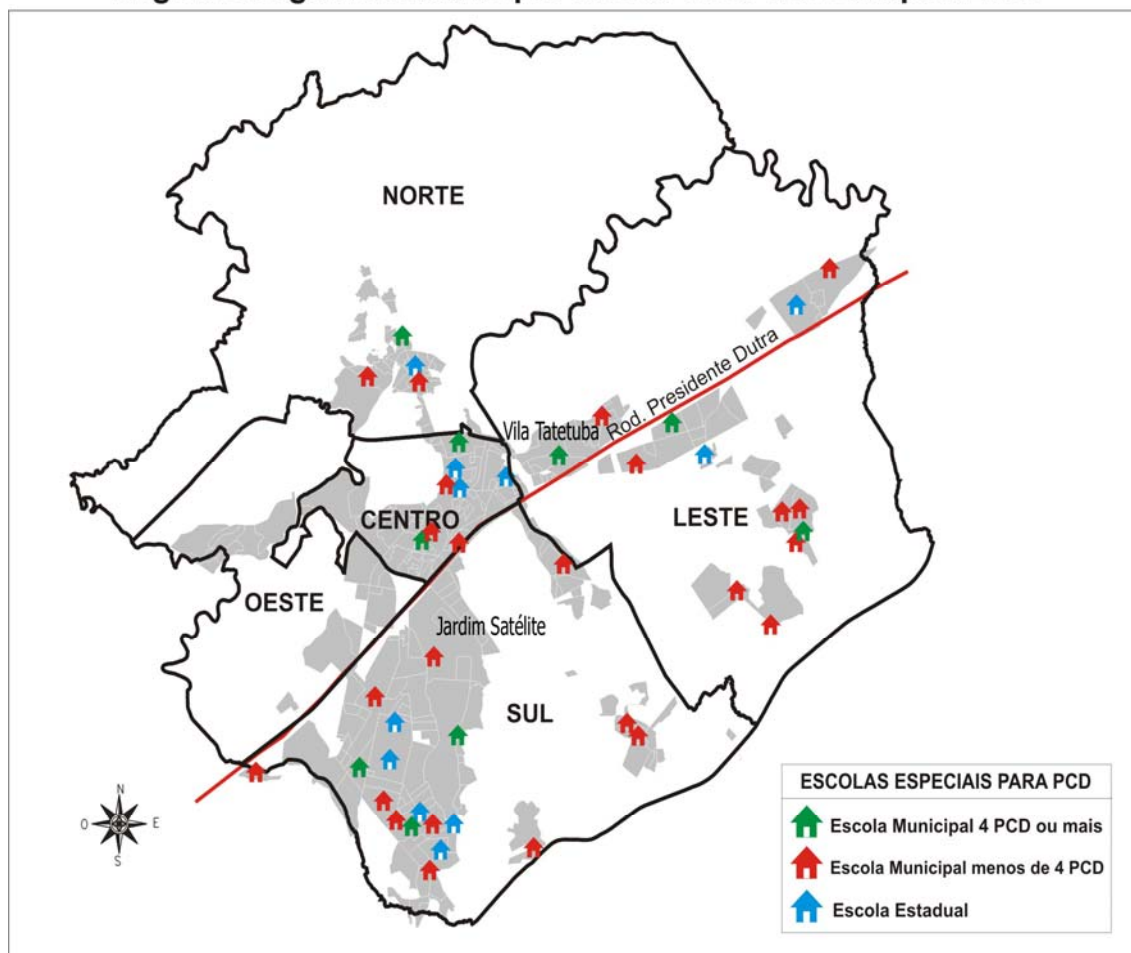 NORTE
Rod. Presidente Dutra
Vila Tatetuba
CENTRO
LESTE
OESTE
Jardim Satélite
SUL
N
O
E
S
ESCOLAS ESPECIAIS PARA PCD
Escola Municipal 4 PCD ou mais
Escola Municipal menos de 4 PCD
Escola Estadual